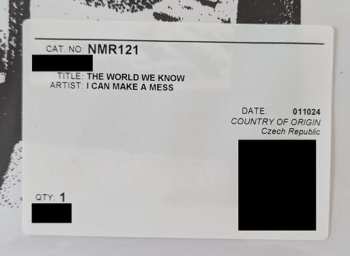 CAT. NO NMR121
TITLE: THE WORLD WE KNOW
ARTIST: I CAN MAKE A MESS
DATE. 011024
COUNTRY OF ORIGIN
Czech Republic
QTY: 1